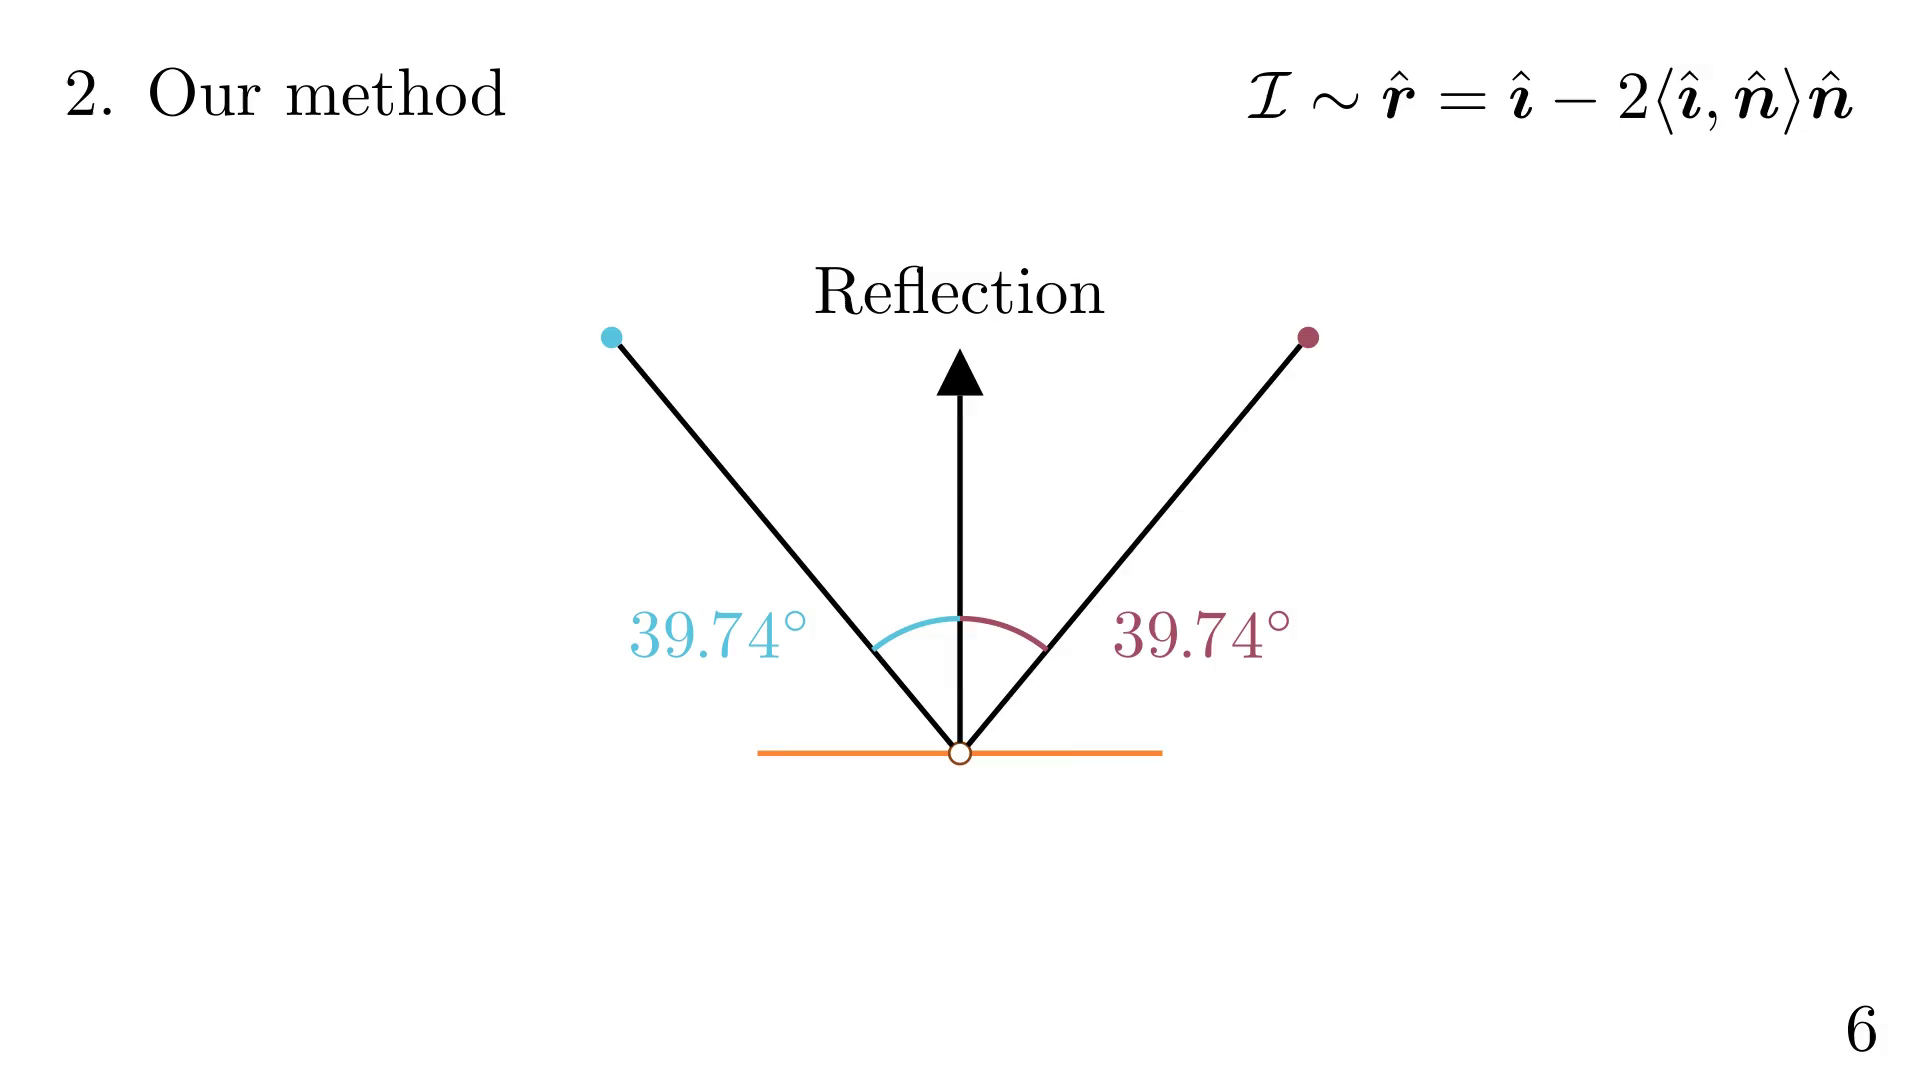 2. Our method
ℐ ∼ r̂ = î − 2⟨î, n̂⟩n̂
Reflection
39.74°
39.74°
6